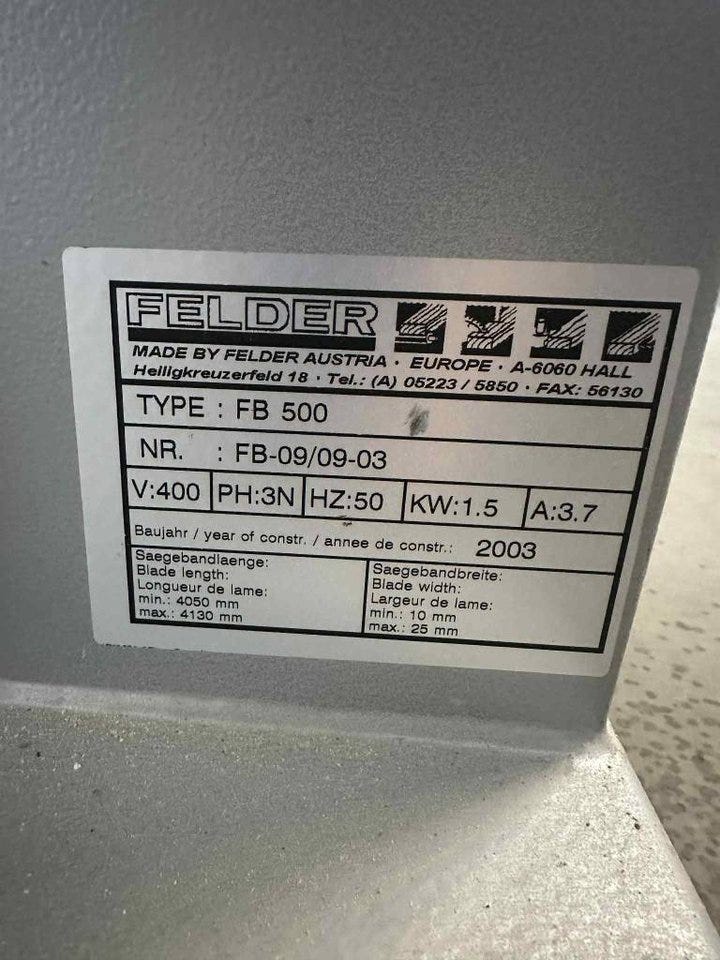 FELDER
MADE BY FELDER AUSTRIA · EUROPE · A-6060 HALL
Heiligkreuzerfeld 18 · Tel.: (A) 05223 / 5850 · FAX: 56130
TYPE : FB 500
NR. : FB-09/09-03
V:400 PH:3N HZ:50 KW:1.5 A:3.7
Baujahr / year of constr. / annee de constr.: 2003
Saegebandlaenge:
Blade length:
Longueur de lame:
min.: 4050 mm
max.: 4130 mm
Saegebandbreite:
Blade width:
Largeur de lame:
min.: 10 mm
max.: 25 mm